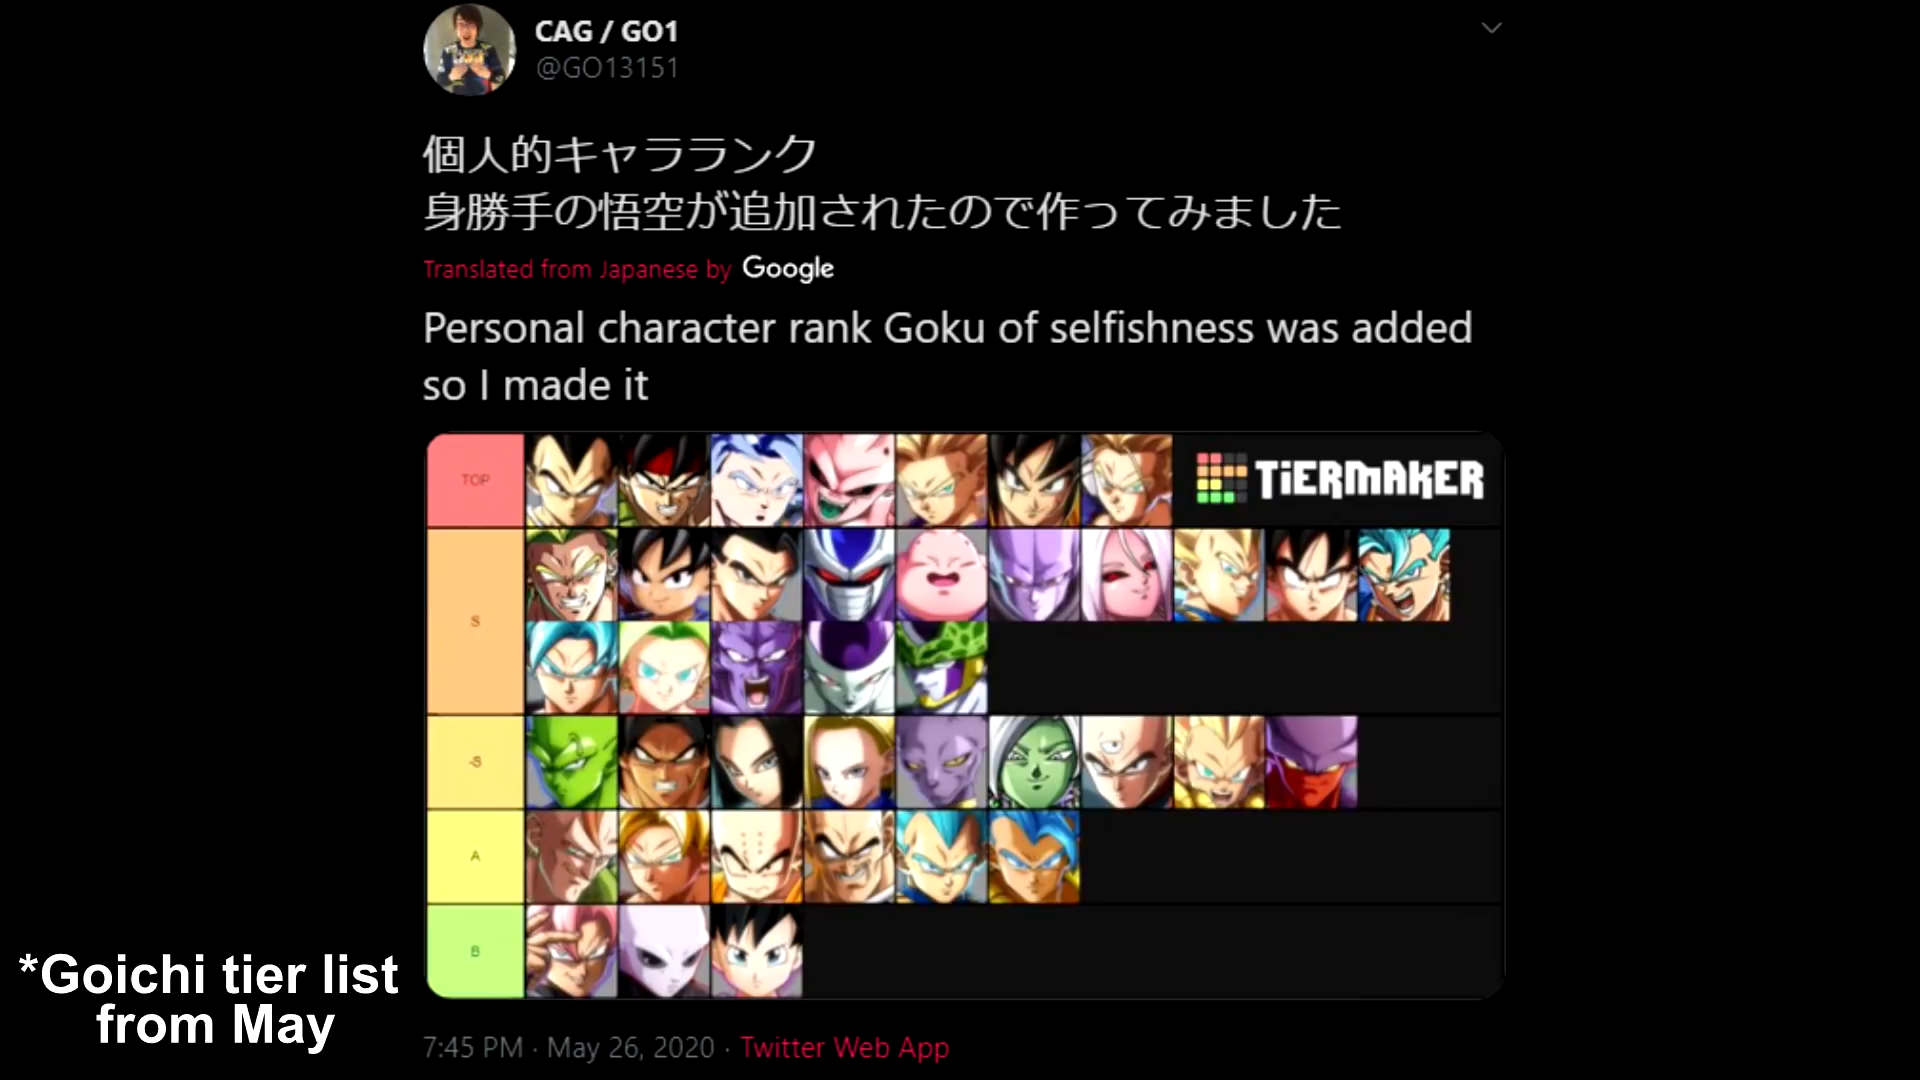 CAG / GO1
@GO13151
個人的キャラランク
身勝手の悟空が追加されたので作ってみました
Translated from Japanese by Google
Personal character rank Goku of selfishness was added
so I made it
TOP
TiERMAKER
S
-S
A
B
*Goichi tier list
from May
7:45 PM · May 26, 2020 · Twitter Web App